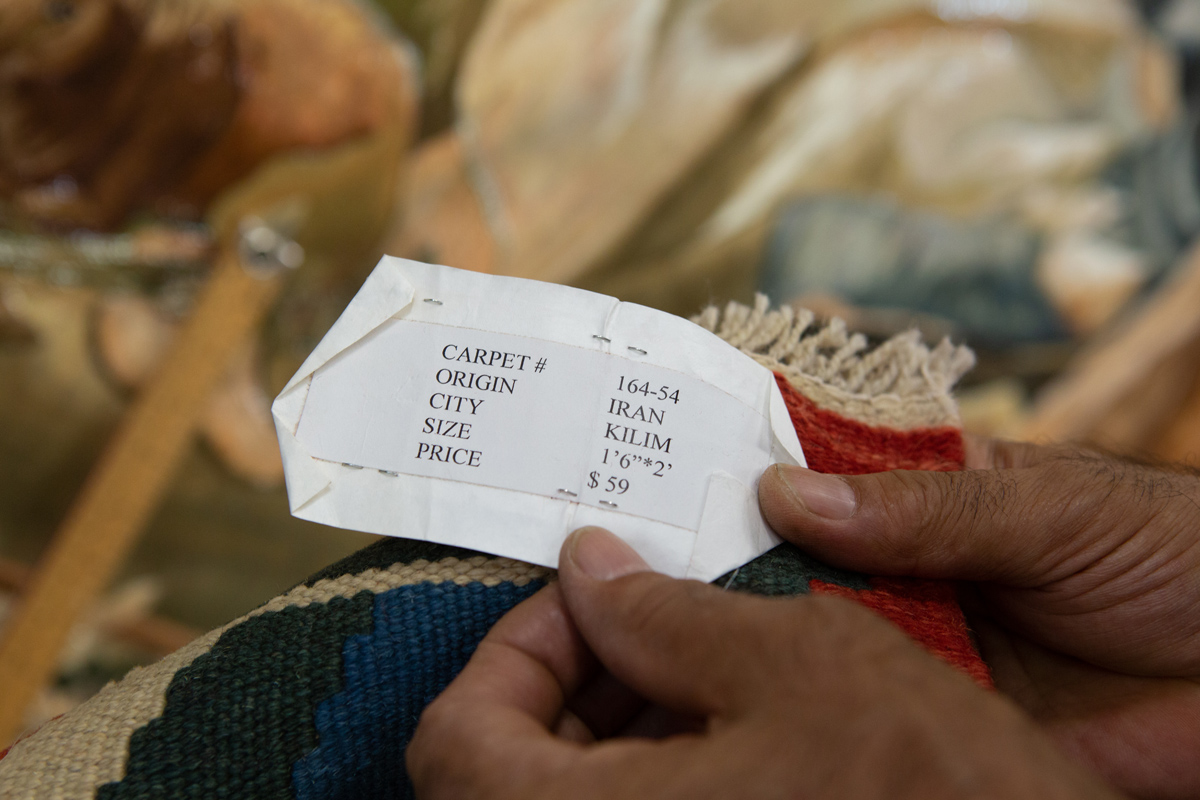 CARPET # 164-54
ORIGIN IRAN
CITY KILIM
SIZE 1'6”*2'
PRICE $ 59